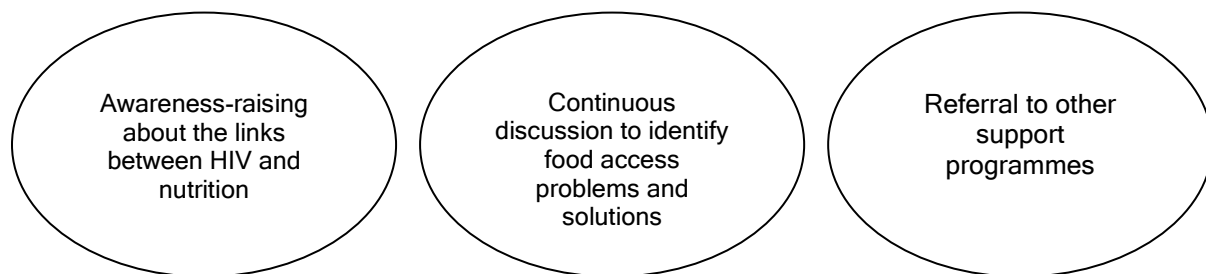 Awareness-raising
about the links
between HIV and
nutrition
Continuous
discussion to identify
food access
problems and
solutions
Referral to other
support
programmes